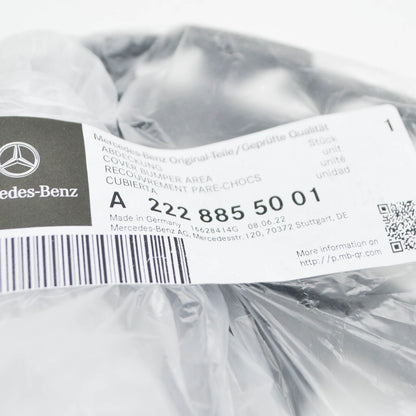 Mercedes-Benz Original-Teile/Geprüfte Qualität
1
ABDECKUNG Stück
COVER BUMPER AREA unit
RECOUVREMENT PARE-CHOCS unité
CUBIERTA unidad
A 222 885 50 01
Made in Germany 16628414G 08.06.22
Mercedes-Benz AG, Mercedesstr.120, 70372 Stuttgart, DE
More information on
http://p.mb-qr.com
cedes-Benz